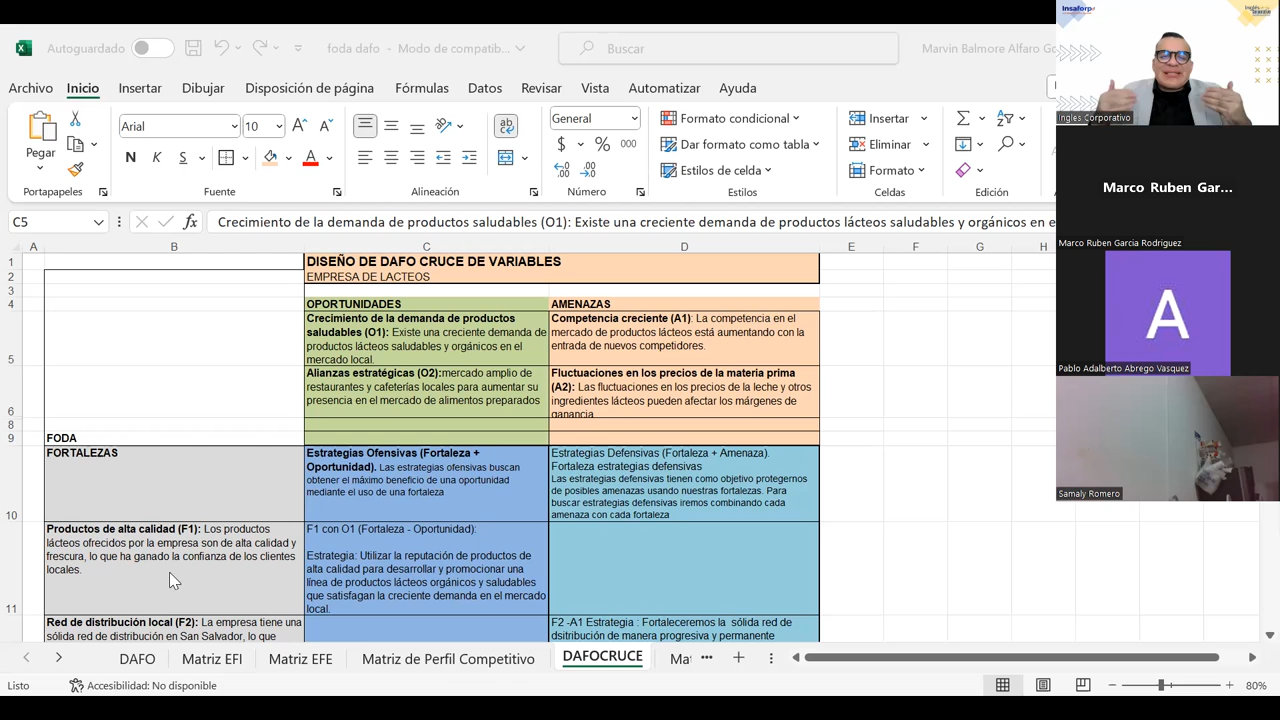 Autoguardado
foda dafo - Modo de compatib...
Buscar
Marvin Balmore Alfaro Go
Archivo Inicio Insertar Dibujar Disposición de página Fórmulas Datos Revisar Vista Automatizar Ayuda
Pegar
Arial 10
N K S
General
$ % 000
Formato condicional
Dar formato como tabla
Estilos de celda
Insertar
Eliminar
Formato
Portapapeles Fuente Alineación Número Estilos Celdas Edición
C5 fx Crecimiento de la demanda de productos saludables (O1): Existe una creciente demanda de productos lácteos saludables y orgánicos en e
A B C D E F G H
1 DISEÑO DE DAFO CRUCE DE VARIABLES
2 EMPRESA DE LACTEOS
3
4 OPORTUNIDADES AMENAZAS
Crecimiento de la demanda de productos
saludables (O1): Existe una creciente demanda de
productos lácteos saludables y orgánicos en el
mercado local.
Competencia creciente (A1): La competencia en el
mercado de productos lácteos está aumentando con la
entrada de nuevos competidores.
5
Alianzas estratégicas (O2):mercado amplio de
restaurantes y cafeterías locales para aumentar su
presencia en el mercado de alimentos preparados
Fluctuaciones en los precios de la materia prima
(A2): Las fluctuaciones en los precios de la leche y otros
ingredientes lácteos pueden afectar los márgenes de
ganancia
6
8
9 FODA
FORTALEZAS
Estrategias Ofensivas (Fortaleza +
Oportunidad). Las estrategias ofensivas buscan
obtener el máximo beneficio de una oportunidad
mediante el uso de una fortaleza
Estrategias Defensivas (Fortaleza + Amenaza).
Fortaleza estrategias defensivas
Las estrategias defensivas tienen como objetivo protegernos
de posibles amenazas usando nuestras fortalezas. Para
buscar estrategias defensivas iremos combinando cada
amenaza con cada fortaleza
10
Productos de alta calidad (F1): Los productos
lácteos ofrecidos por la empresa son de alta calidad y
frescura, lo que ha ganado la confianza de los clientes
locales.
F1 con O1 (Fortaleza - Oportunidad):
Estrategia: Utilizar la reputación de productos de
alta calidad para desarrollar y promocionar una
línea de productos lácteos orgánicos y saludables
que satisfagan la creciente demanda en el mercado
local.
11
Red de distribución local (F2): La empresa tiene una
sólida red de distribución en San Salvador, lo que
F2 -A1 Estrategia : Fortaleceremos la sólida red de
dsitribución de manera progresiva y permanente
DAFO Matriz EFI Matriz EFE Matriz de Perfil Competitivo DAFOCRUCE Ma
Listo Accesibilidad: No disponible 80%
Insaforp
Ingles Corporativo
Marco Ruben Gar...
Marco Ruben Garcia Rodriguez
A
Pablo Adalberto Abrego Vasquez
Samaly Romero